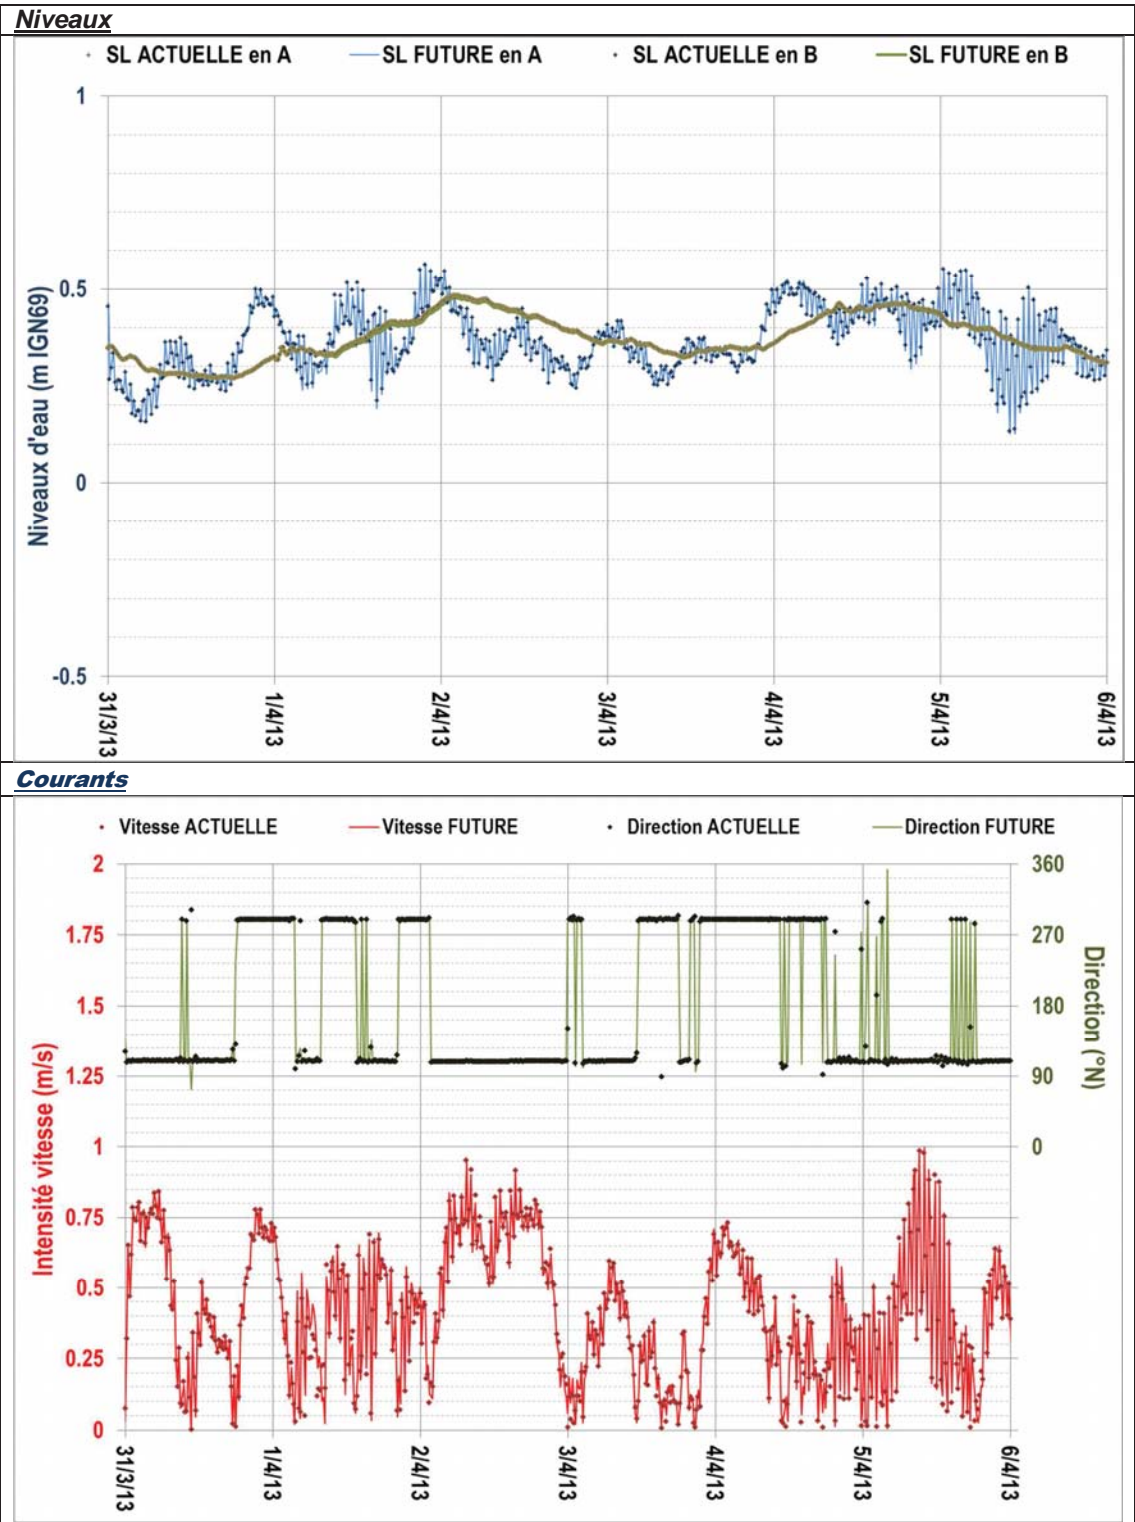 Niveaux
SL ACTUELLE en A SL FUTURE en A SL ACTUELLE en B SL FUTURE en B
1
0.5
0
-0.5
Niveaux d'eau (m IGN69)
31/3/13 1/4/13 2/4/13 3/4/13 4/4/13 5/4/13 6/4/13
Courants
Vitesse ACTUELLE Vitesse FUTURE Direction ACTUELLE Direction FUTURE
2 360
1.75 270
1.5 180
1.25 90
1 0
0.75
0.5
0.25
0
Intensité vitesse (m/s)
Direction (°N)
31/3/13 1/4/13 2/4/13 3/4/13 4/4/13 5/4/13 6/4/13